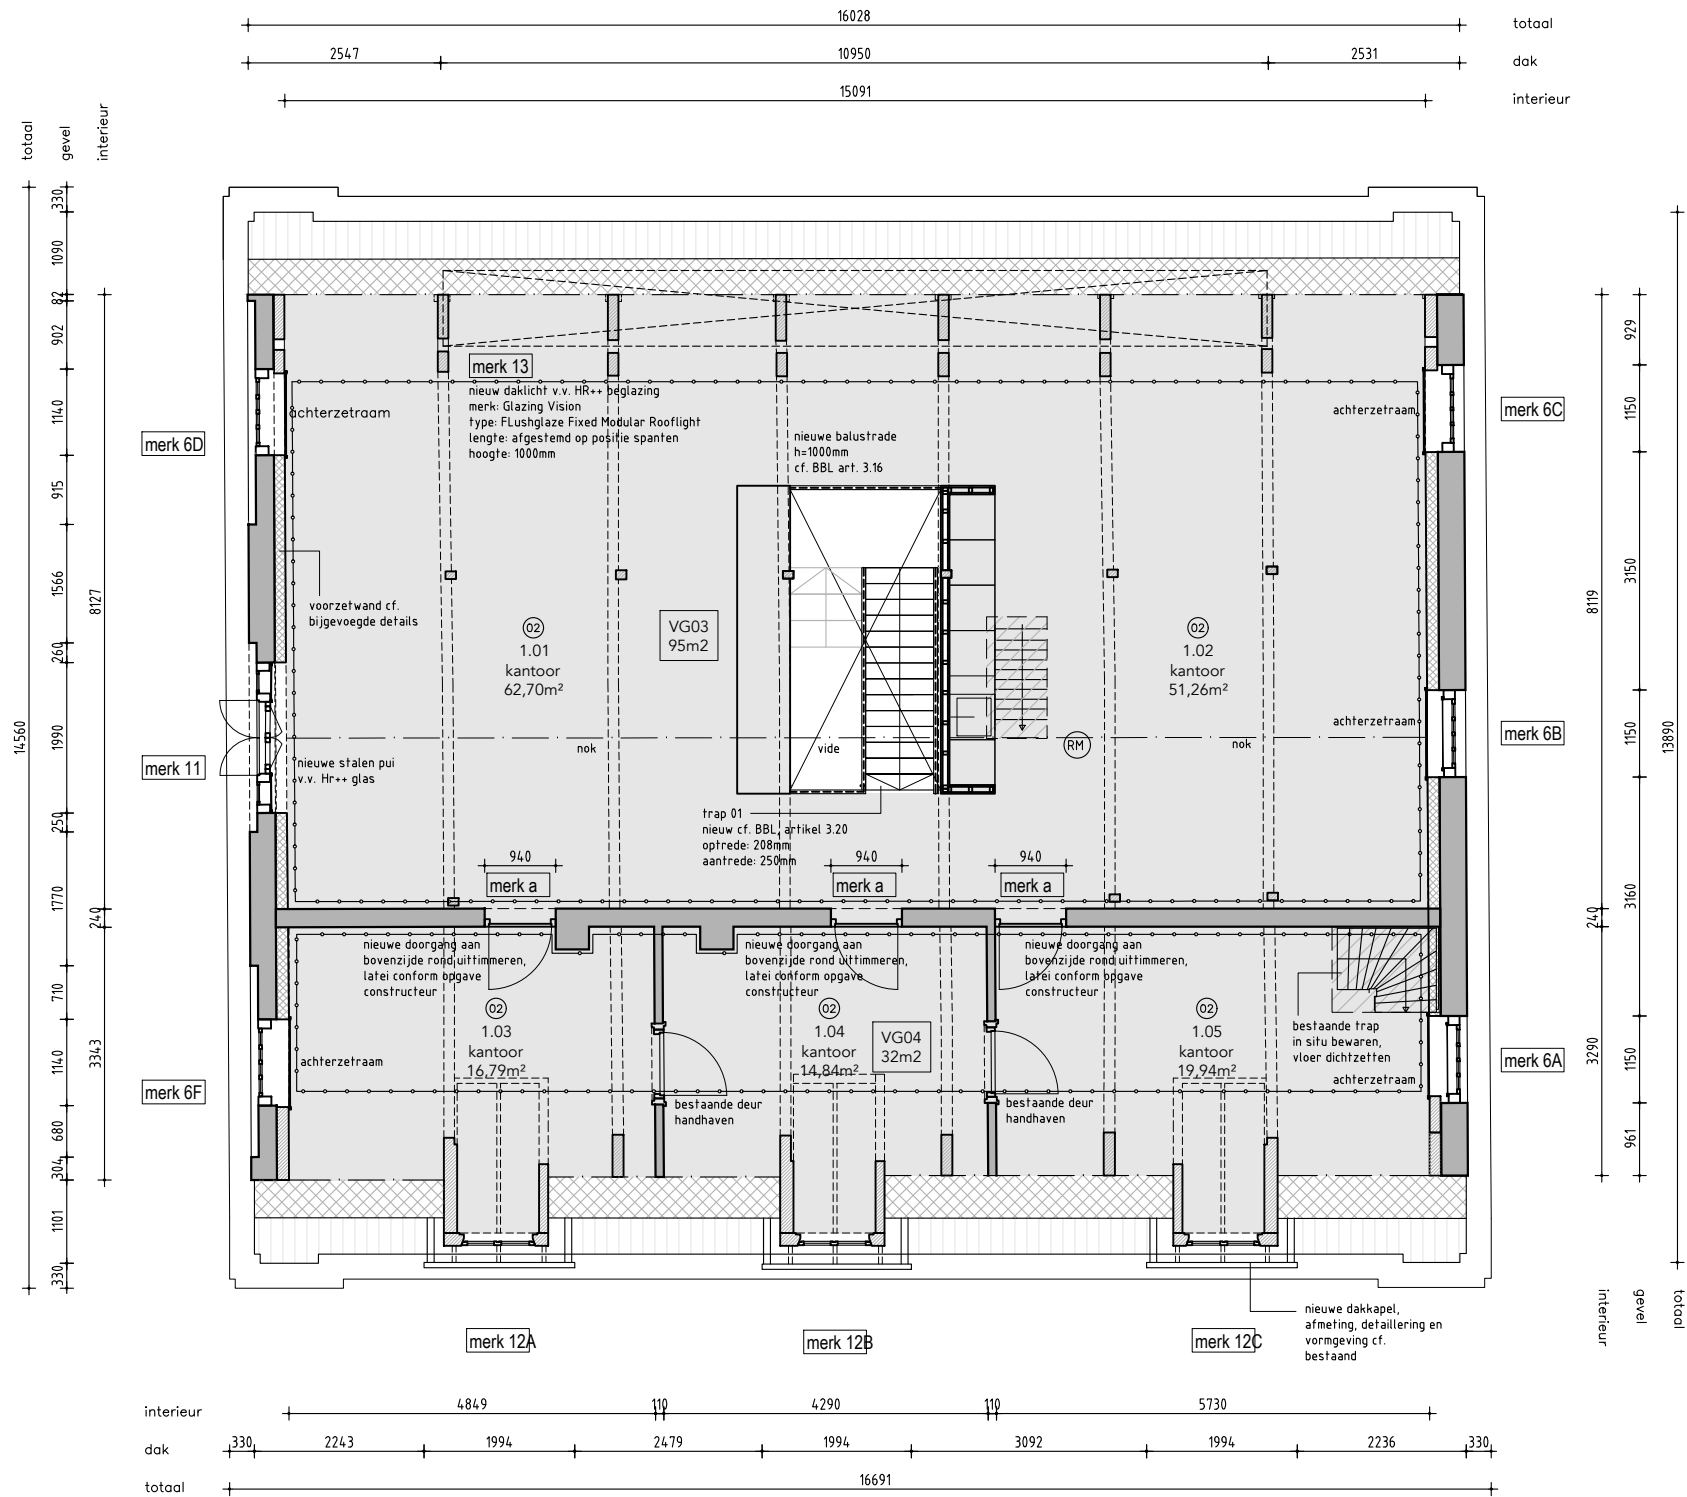 16028
totaal
2547
10950
2531
dak
15091
interieur
totaal
gevel
interieur
14560
330
1090
82
902
1140
915
1566
260
1990
250
1770
240
710
1140
680
304
1101
330
8127
3343
merk 6D
merk 11
merk 6F
merk 13
nieuw daklicht v.v. HR++ beglazing
merk: Glazing Vision
type: FLushglaze Fixed Modular Rooflight
lengte: afgestemd op positie spanten
hoogte: 1000mm
achterzetraam
nieuwe balustrade
h=1000mm
cf. BBL art. 3.16
achterzetraam
merk 6C
voorzetwand cf.
bijgevoegde details
02
1.01
kantoor
62,70m²
VG03
95m2
02
1.02
kantoor
51,26m²
achterzetraam
merk 6B
nok
vide
RM
nok
nieuwe stalen pui
v.v. Hr++ glas
trap 01
nieuw cf. BBL, artikel 3.20
optrede: 208mm
aantrede: 250mm
940
940
940
merk a
merk a
merk a
nieuwe doorgang aan
bovenzijde rond uittimmeren,
latei conform opgave
constructeur
nieuwe doorgang aan
bovenzijde rond uittimmeren,
latei conform opgave
constructeur
nieuwe doorgang aan
bovenzijde rond uittimmeren,
latei conform opgave
constructeur
02
1.03
kantoor
16,79m²
02
1.04
kantoor
14,84m²
VG04
32m2
02
1.05
kantoor
19,94m²
bestaande trap
in situ bewaren,
vloer dichtzetten
achterzetraam
achterzetraam
merk 6A
bestaande deur
handhaven
bestaande deur
handhaven
8119
3290
929
1150
3150
1150
3160
240
1150
961
13890
interieur
gevel
totaal
nieuwe dakkapel,
afmeting, detaillering en
vormgeving cf.
bestaand
merk 12A
merk 12B
merk 12C
interieur
4849
110
4290
110
5730
dak
330
2243
1994
2479
1994
3092
1994
2236
330
totaal
16691